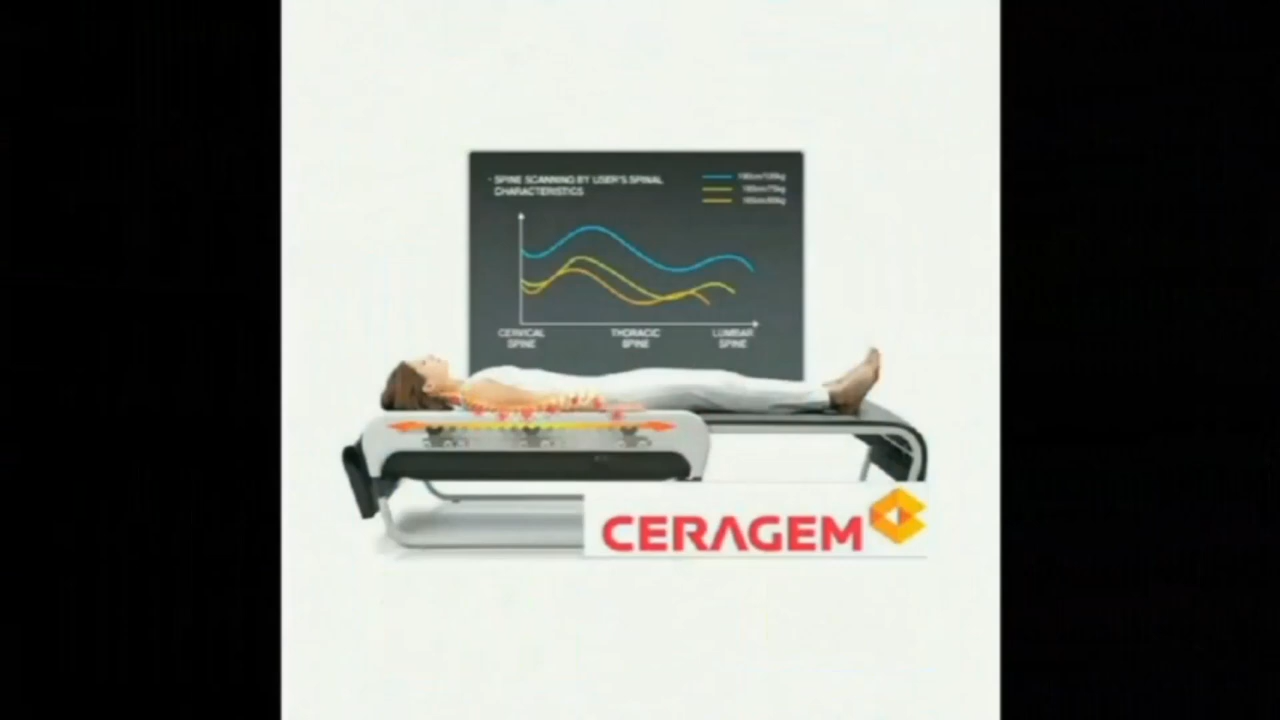 - SPINE SCANNING BY USER'S SPINAL
CHARACTERISTICS
CERVICAL
SPINE
THORACIC
SPINE
LUMBAR
SPINE
CERAGEM